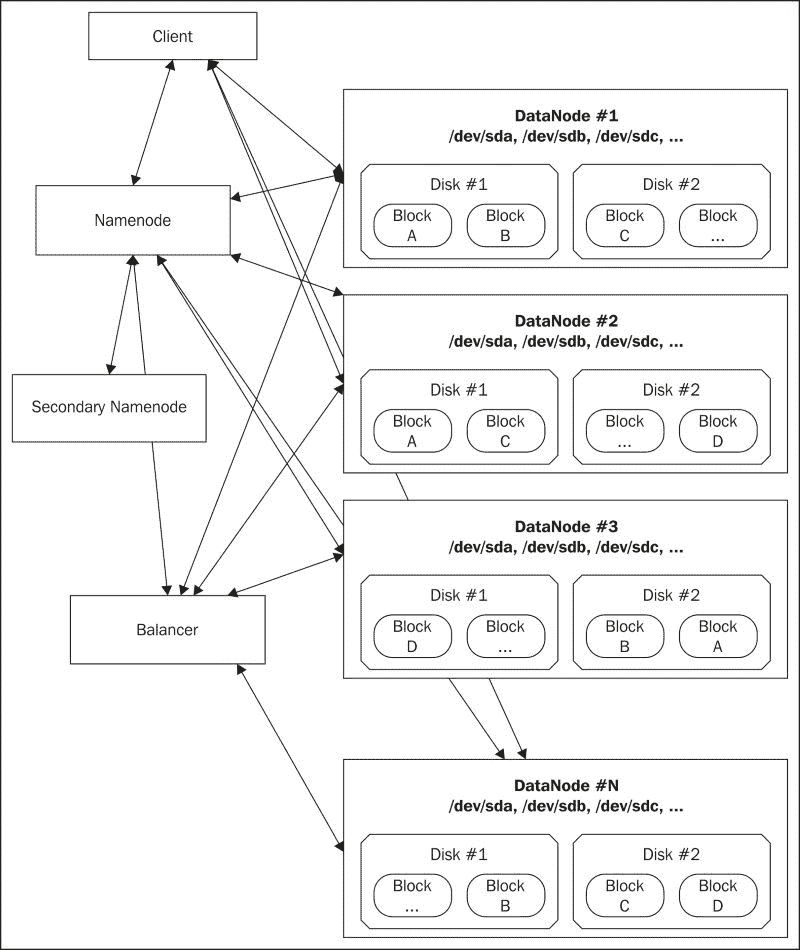 Client
Namenode
Secondary Namenode
Balancer
DataNode #1
/dev/sda, /dev/sdb, /dev/sdc, ...
Disk #1
Block
A
Block
B
Disk #2
Block
C
Block
...
DataNode #2
/dev/sda, /dev/sdb, /dev/sdc, ...
Disk #1
Block
A
Block
C
Disk #2
Block
...
Block
D
DataNode #3
/dev/sda, /dev/sdb, /dev/sdc, ...
Disk #1
Block
D
Block
...
Disk #2
Block
B
Block
A
DataNode #N
/dev/sda, /dev/sdb, /dev/sdc, ...
Disk #1
Block
...
Block
B
Disk #2
Block
C
Block
D